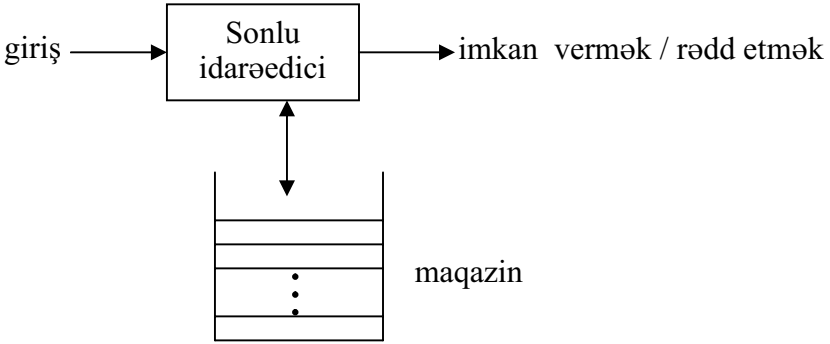 giriş
Sonlu
idarəedici
imkan vermək / rədd etmək
maqazin